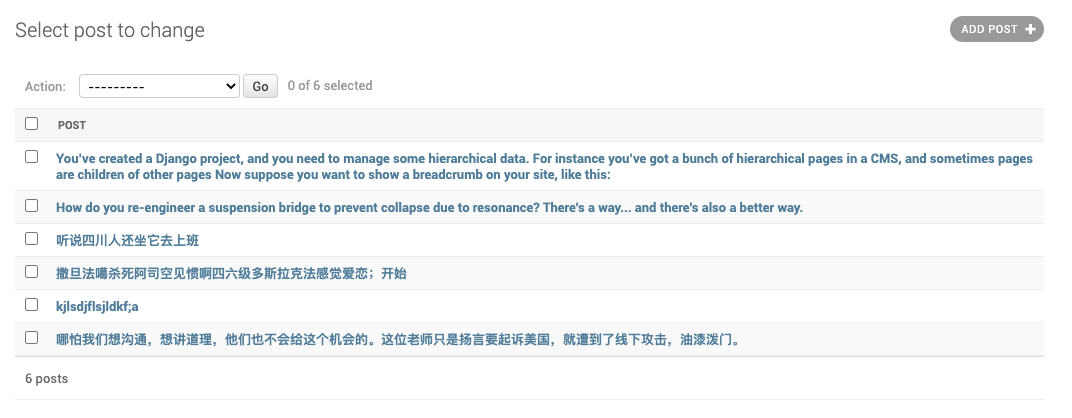 Select post to change
ADD POST +
Action: --------- Go 0 of 6 selected
POST
You've created a Django project, and you need to manage some hierarchical data. For instance you've got a bunch of hierarchical pages in a CMS, and sometimes pages
are children of other pages Now suppose you want to show a breadcrumb on your site, like this:
How do you re-engineer a suspension bridge to prevent collapse due to resonance? There's a way... and there's also a better way.
听说四川人还坐它去上班
撒旦法噶杀死阿司空见惯啊四六级多斯拉克法感觉爱恋；开始
kjlsdjflsjldkf;a
哪怕我们想沟通，想讲道理，他们也不会给这个机会的。这位老师只是扬言要起诉美国，就遭到了线下攻击，油漆泼门。
6 posts